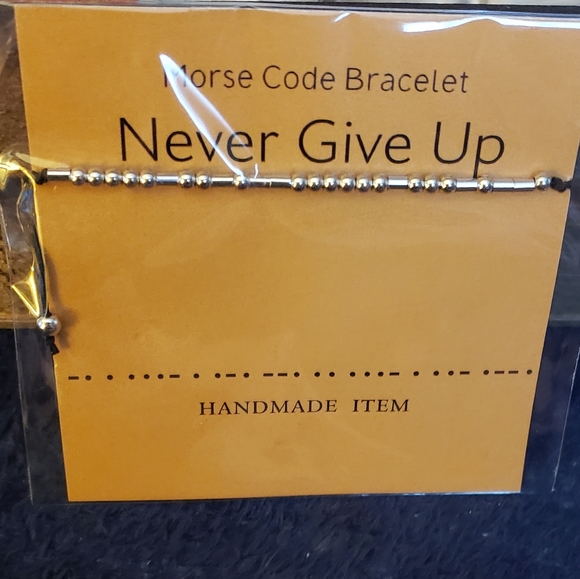 Morse Code Bracelet
Never Give Up
-· · ···- · ·-· --· ·· ···- · ··- ·--·
HANDMADE ITEM